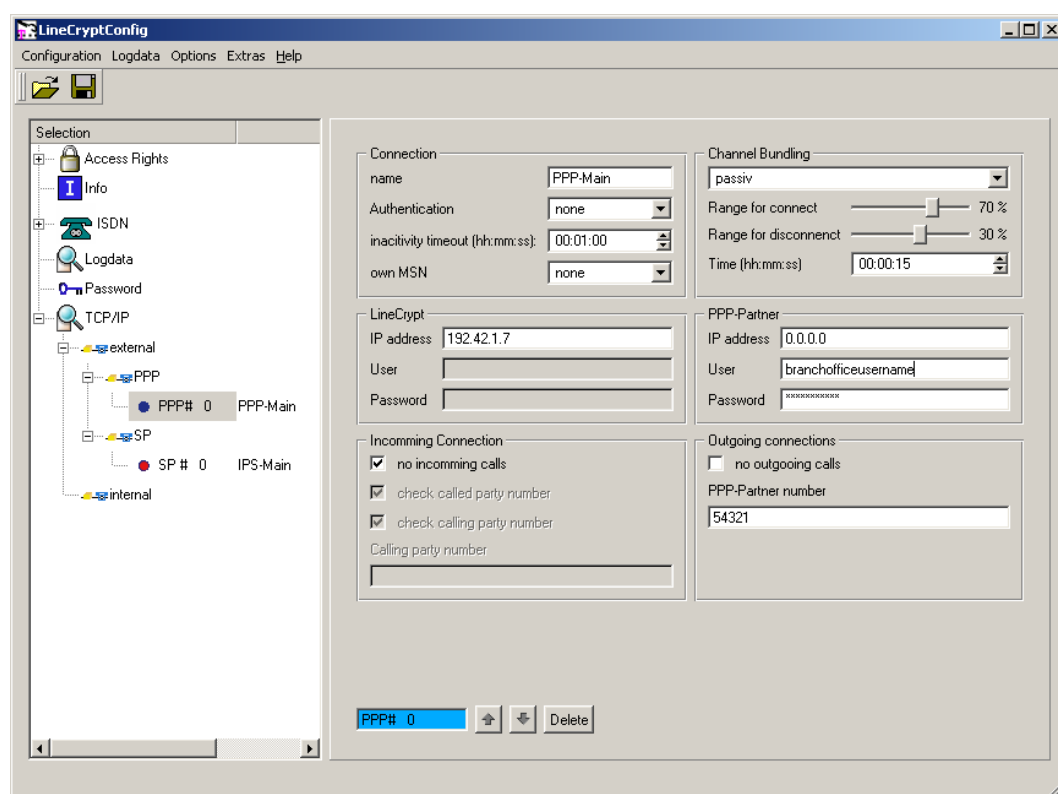 LineCryptConfig
Configuration Logdata Options Extras Help
Selection
Access Rights
I Info
ISDN
Logdata
Password
TCP/IP
external
PPP
PPP# 0 PPP-Main
SP
SP # 0 IPS-Main
internal
Connection
name PPP-Main
Authentication none
inacitivity timeout (hh:mm:ss): 00:01:00
own MSN none
Channel Bundling
passiv
Range for connect 70 %
Range for disconnenct 30 %
Time (hh:mm:ss) 00:00:15
LineCrypt
IP address 192.42.1.7
User
Password
PPP-Partner
IP address 0.0.0.0
User branchofficeusername
Password ***********
Incomming Connection
no incomming calls
check called party number
check calling party number
Calling party number
Outgoing connections
no outgooing calls
PPP-Partner number
54321
PPP# 0 Delete